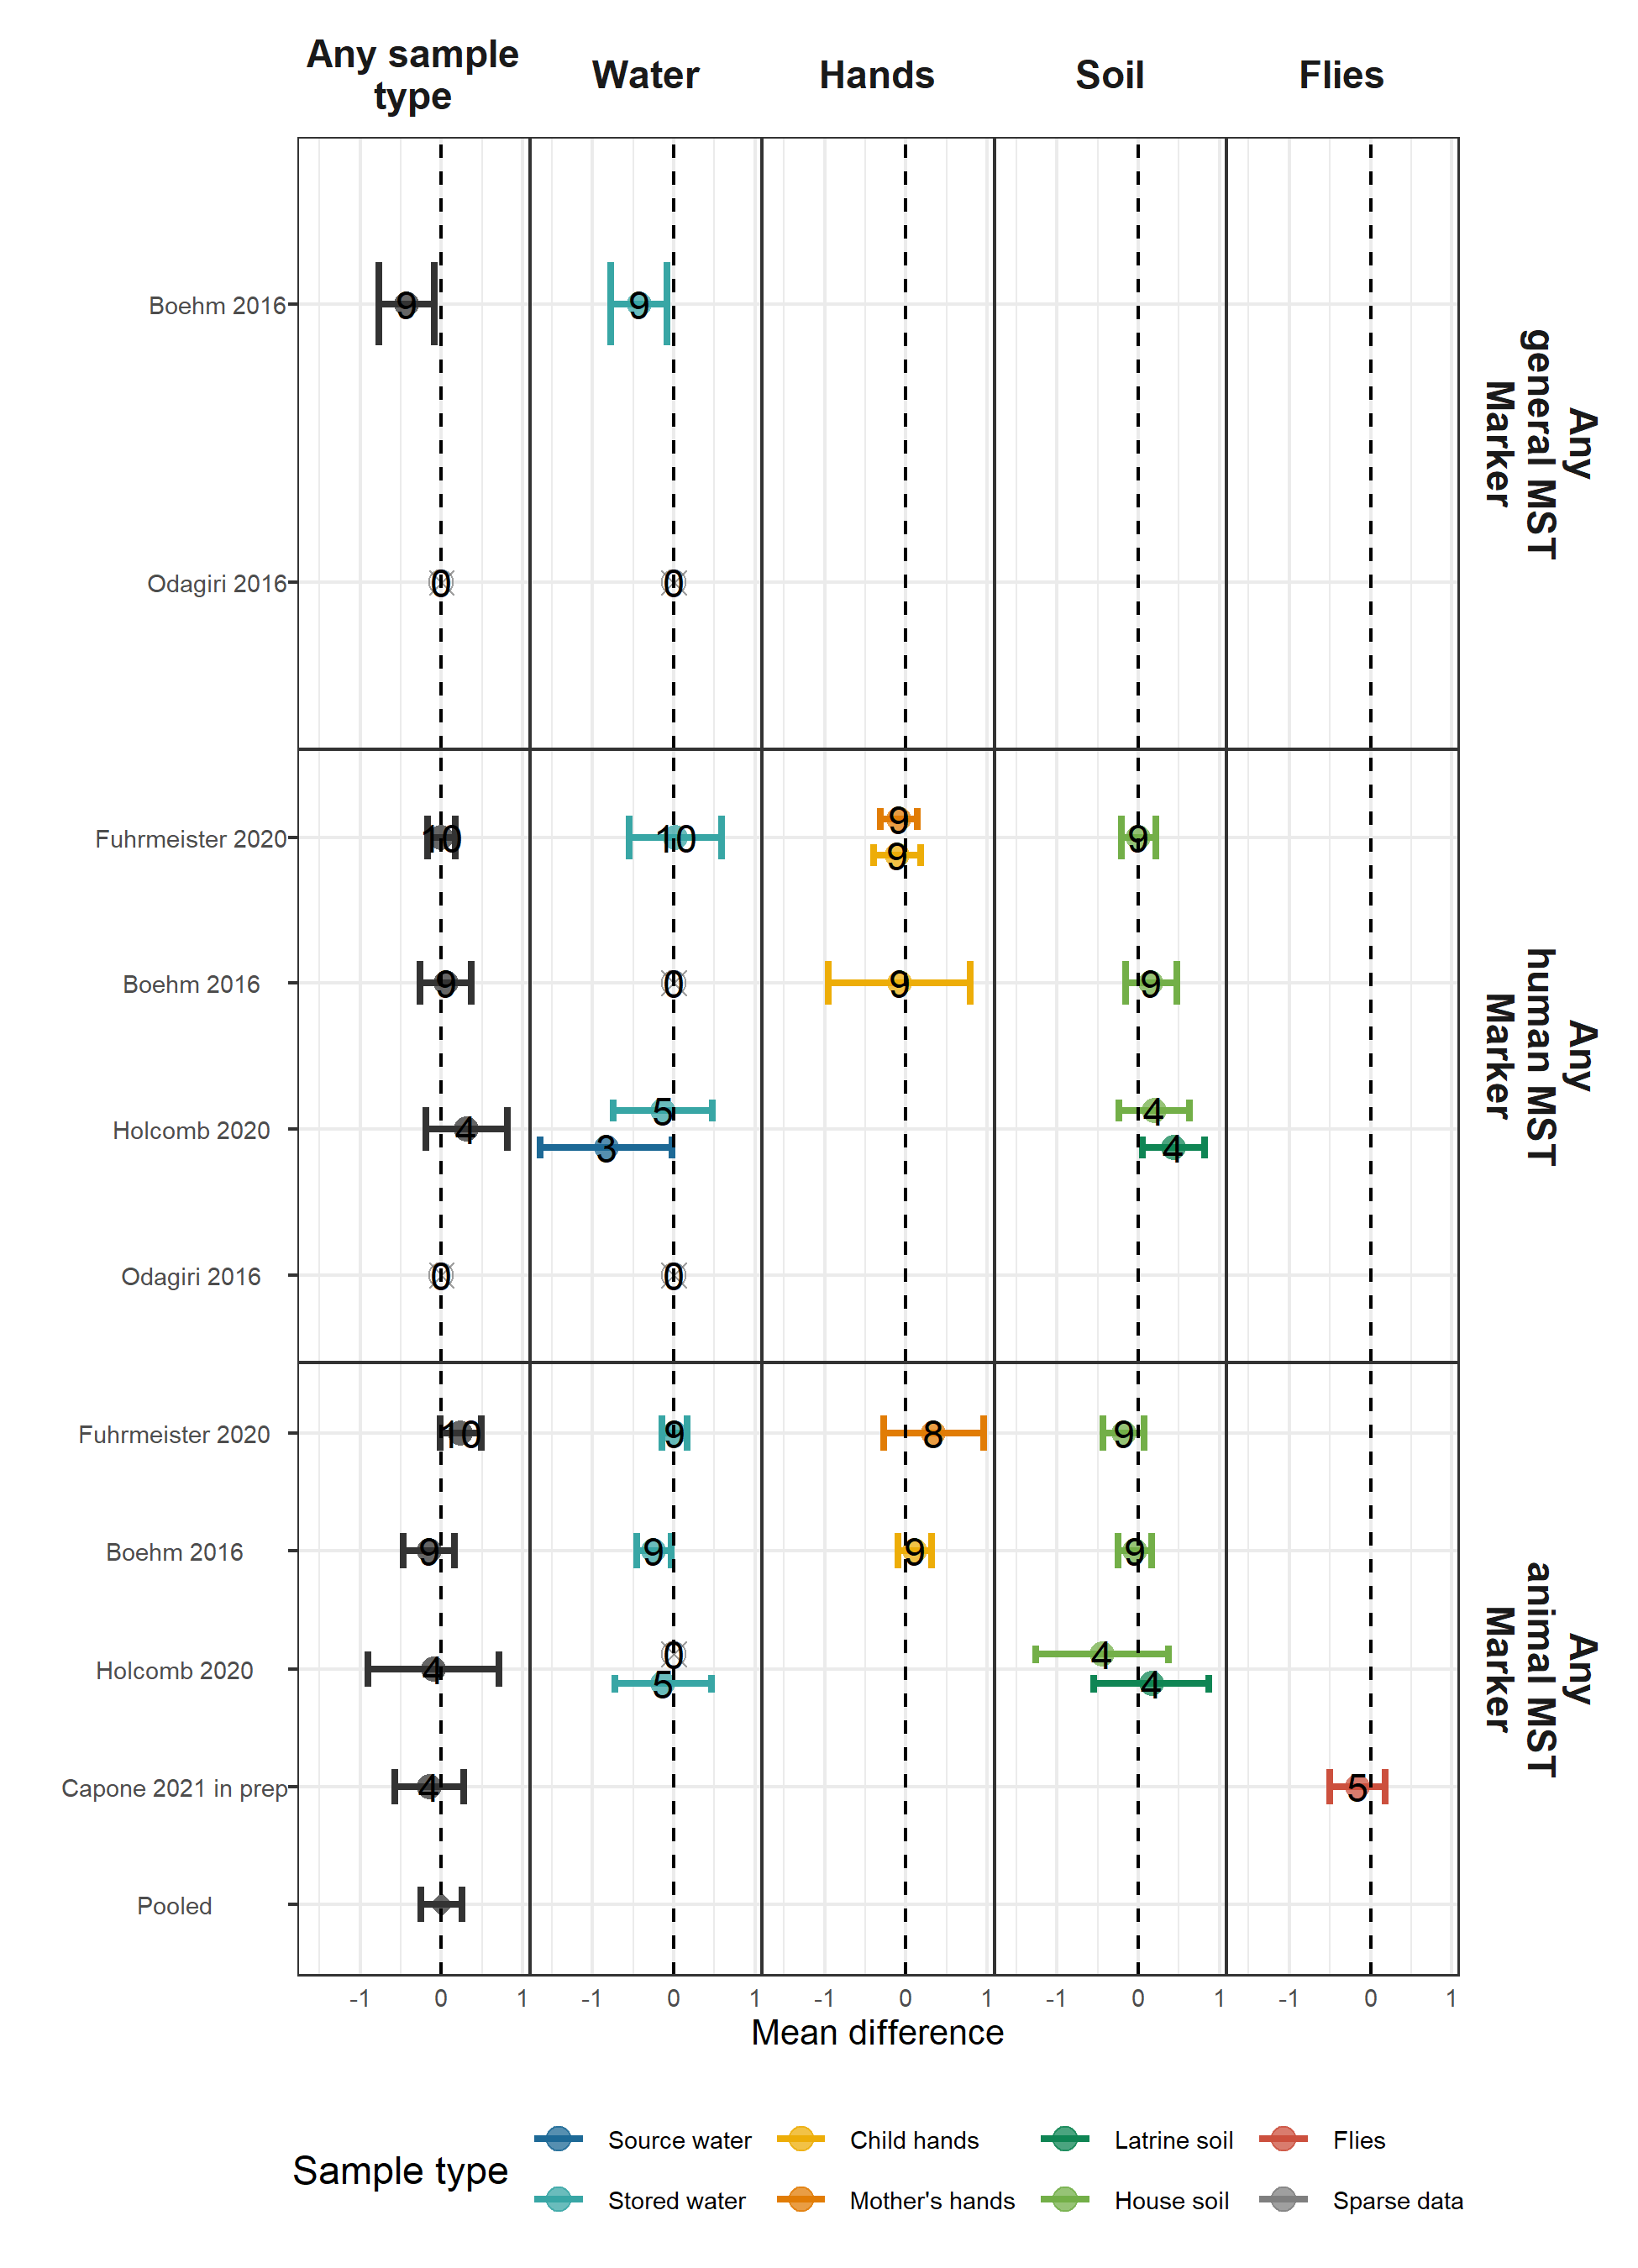 Any sample
type
Water
Hands
Soil
Flies
Boehm 2016
9
9
Odagiri 2016
0
0
Any
general MST
Marker
Fuhrmeister 2020
10
10
9
9
9
Boehm 2016
9
0
9
9
Holcomb 2020
4
5
3
4
4
Odagiri 2016
0
0
Any
human MST
Marker
Fuhrmeister 2020
10
9
8
9
Boehm 2016
9
9
9
9
Holcomb 2020
4
0
5
4
4
Capone 2021 in prep
4
5
Pooled
Any
animal MST
Marker
-1 0 1 -1 0 1 -1 0 1 -1 0 1 -1 0 1
Mean difference
Sample type
Source water
Child hands
Latrine soil
Flies
Stored water
Mother's hands
House soil
Sparse data